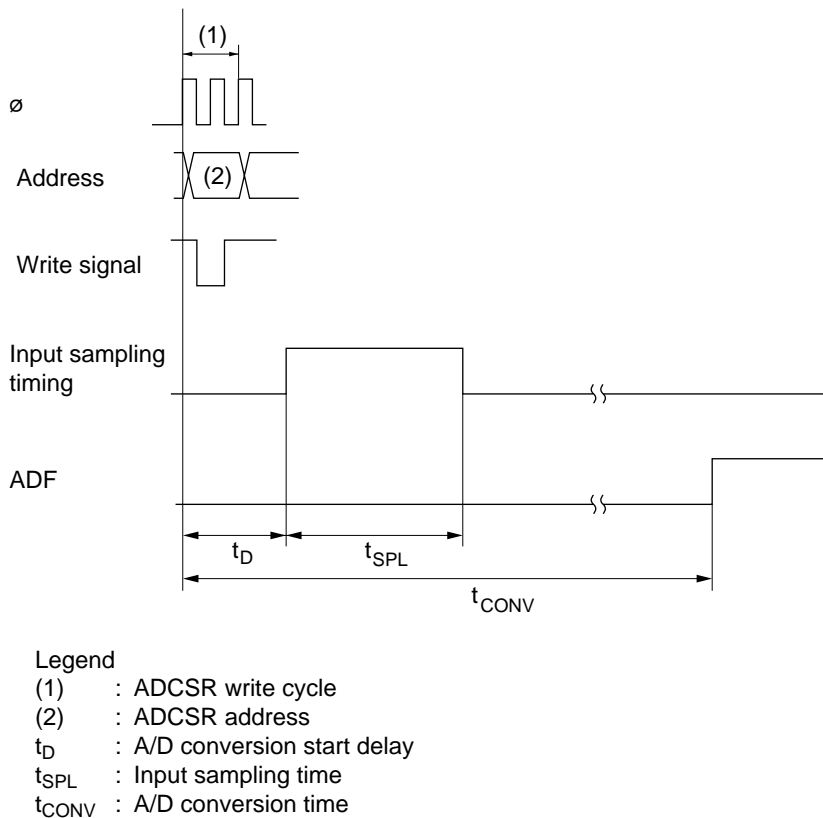 (1)
ø
Address
(2)
Write signal
Input sampling
timing
ADF
tD
tSPL
tCONV
Legend
(1) : ADCSR write cycle
(2) : ADCSR address
tD : A/D conversion start delay
tSPL : Input sampling time
tCONV : A/D conversion time